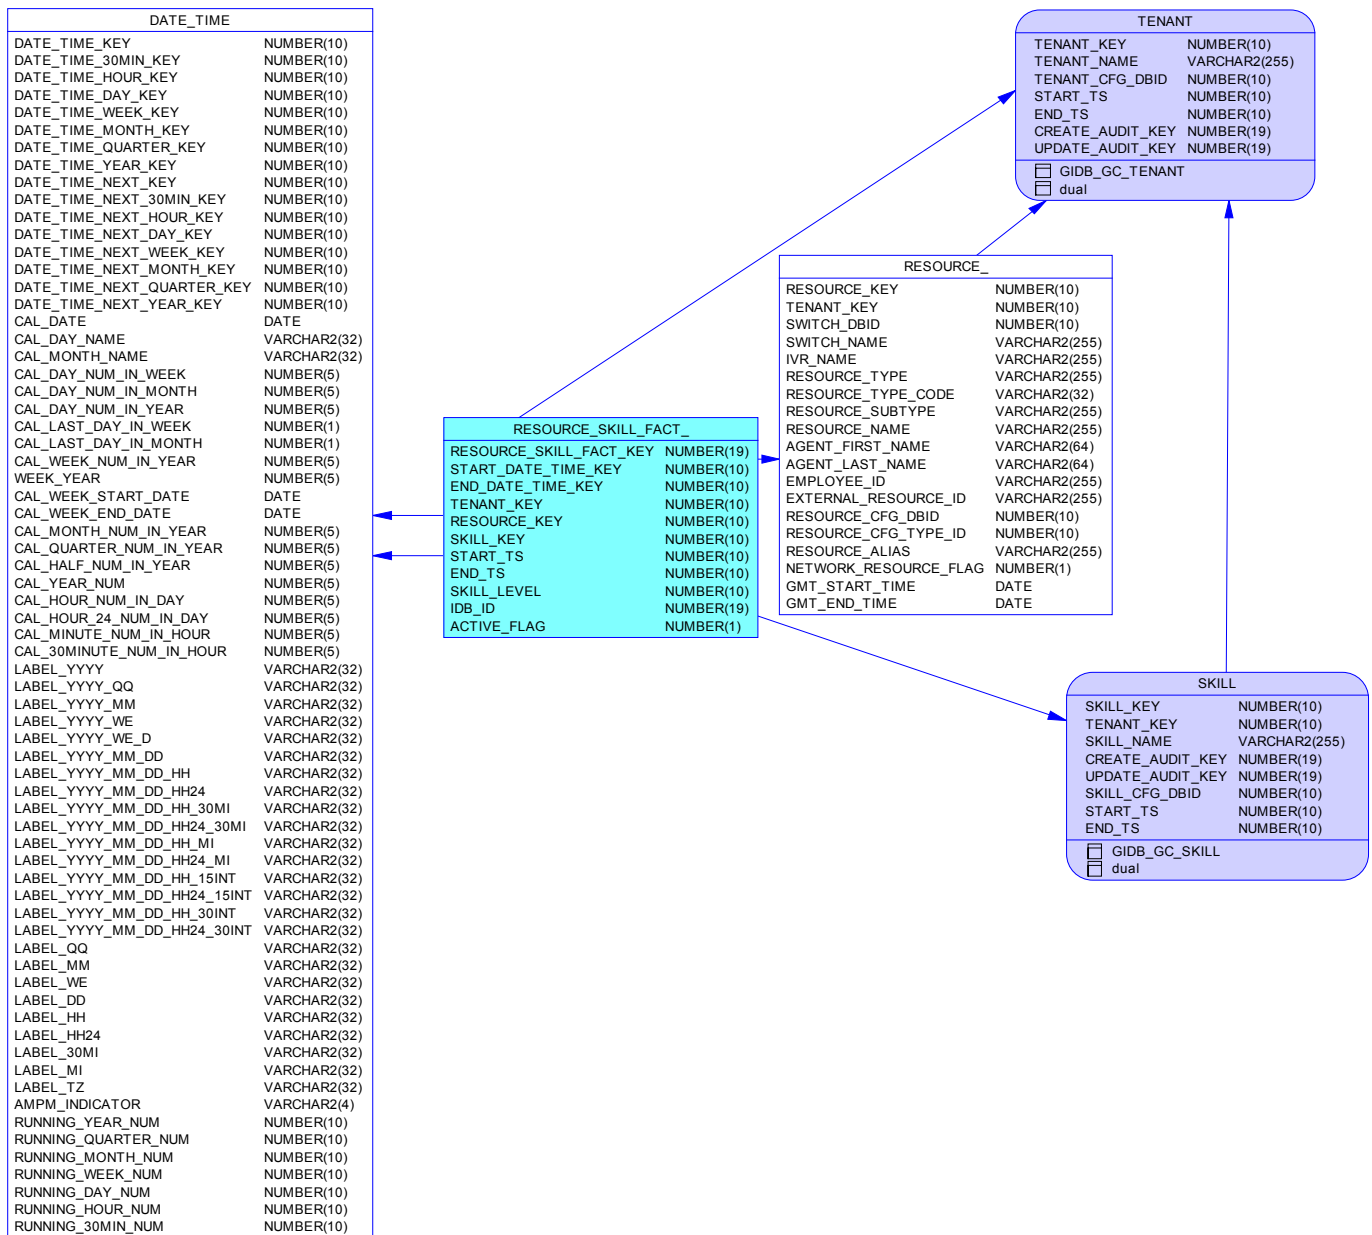 DATE_TIME
DATE_TIME_KEY NUMBER(10)
DATE_TIME_30MIN_KEY NUMBER(10)
DATE_TIME_HOUR_KEY NUMBER(10)
DATE_TIME_DAY_KEY NUMBER(10)
DATE_TIME_WEEK_KEY NUMBER(10)
DATE_TIME_MONTH_KEY NUMBER(10)
DATE_TIME_QUARTER_KEY NUMBER(10)
DATE_TIME_YEAR_KEY NUMBER(10)
DATE_TIME_NEXT_KEY NUMBER(10)
DATE_TIME_NEXT_30MIN_KEY NUMBER(10)
DATE_TIME_NEXT_HOUR_KEY NUMBER(10)
DATE_TIME_NEXT_DAY_KEY NUMBER(10)
DATE_TIME_NEXT_WEEK_KEY NUMBER(10)
DATE_TIME_NEXT_MONTH_KEY NUMBER(10)
DATE_TIME_NEXT_QUARTER_KEY NUMBER(10)
DATE_TIME_NEXT_YEAR_KEY NUMBER(10)
CAL_DATE DATE
CAL_DAY_NAME VARCHAR2(32)
CAL_MONTH_NAME VARCHAR2(32)
CAL_DAY_NUM_IN_WEEK NUMBER(5)
CAL_DAY_NUM_IN_MONTH NUMBER(5)
CAL_DAY_NUM_IN_YEAR NUMBER(5)
CAL_LAST_DAY_IN_WEEK NUMBER(1)
CAL_LAST_DAY_IN_MONTH NUMBER(1)
CAL_WEEK_NUM_IN_YEAR NUMBER(5)
WEEK_YEAR NUMBER(5)
CAL_WEEK_START_DATE DATE
CAL_WEEK_END_DATE DATE
CAL_MONTH_NUM_IN_YEAR NUMBER(5)
CAL_QUARTER_NUM_IN_YEAR NUMBER(5)
CAL_HALF_NUM_IN_YEAR NUMBER(5)
CAL_YEAR_NUM NUMBER(5)
CAL_HOUR_NUM_IN_DAY NUMBER(5)
CAL_HOUR_24_NUM_IN_DAY NUMBER(5)
CAL_MINUTE_NUM_IN_HOUR NUMBER(5)
CAL_30MINUTE_NUM_IN_HOUR NUMBER(5)
LABEL_YYYY VARCHAR2(32)
LABEL_YYYY_QQ VARCHAR2(32)
LABEL_YYYY_MM VARCHAR2(32)
LABEL_YYYY_WE VARCHAR2(32)
LABEL_YYYY_WE_D VARCHAR2(32)
LABEL_YYYY_MM_DD VARCHAR2(32)
LABEL_YYYY_MM_DD_HH VARCHAR2(32)
LABEL_YYYY_MM_DD_HH24 VARCHAR2(32)
LABEL_YYYY_MM_DD_HH_30MI VARCHAR2(32)
LABEL_YYYY_MM_DD_HH24_30MI VARCHAR2(32)
LABEL_YYYY_MM_DD_HH_MI VARCHAR2(32)
LABEL_YYYY_MM_DD_HH24_MI VARCHAR2(32)
LABEL_YYYY_MM_DD_HH_15INT VARCHAR2(32)
LABEL_YYYY_MM_DD_HH24_15INT VARCHAR2(32)
LABEL_YYYY_MM_DD_HH_30INT VARCHAR2(32)
LABEL_YYYY_MM_DD_HH24_30INT VARCHAR2(32)
LABEL_QQ VARCHAR2(32)
LABEL_MM VARCHAR2(32)
LABEL_WE VARCHAR2(32)
LABEL_DD VARCHAR2(32)
LABEL_HH VARCHAR2(32)
LABEL_HH24 VARCHAR2(32)
LABEL_30MI VARCHAR2(32)
LABEL_MI VARCHAR2(32)
LABEL_TZ VARCHAR2(32)
AMPM_INDICATOR VARCHAR2(4)
RUNNING_YEAR_NUM NUMBER(10)
RUNNING_QUARTER_NUM NUMBER(10)
RUNNING_MONTH_NUM NUMBER(10)
RUNNING_WEEK_NUM NUMBER(10)
RUNNING_DAY_NUM NUMBER(10)
RUNNING_HOUR_NUM NUMBER(10)
RUNNING_30MIN_NUM NUMBER(10)
RESOURCE_SKILL_FACT_
RESOURCE_SKILL_FACT_KEY NUMBER(19)
START_DATE_TIME_KEY NUMBER(10)
END_DATE_TIME_KEY NUMBER(10)
TENANT_KEY NUMBER(10)
RESOURCE_KEY NUMBER(10)
SKILL_KEY NUMBER(10)
START_TS NUMBER(10)
END_TS NUMBER(10)
SKILL_LEVEL NUMBER(10)
IDB_ID NUMBER(19)
ACTIVE_FLAG NUMBER(1)
TENANT
TENANT_KEY NUMBER(10)
TENANT_NAME VARCHAR2(255)
TENANT_CFG_DBID NUMBER(10)
START_TS NUMBER(10)
END_TS NUMBER(10)
CREATE_AUDIT_KEY NUMBER(19)
UPDATE_AUDIT_KEY NUMBER(19)
GIDB_GC_TENANT
dual
RESOURCE_
RESOURCE_KEY NUMBER(10)
TENANT_KEY NUMBER(10)
SWITCH_DBID NUMBER(10)
SWITCH_NAME VARCHAR2(255)
IVR_NAME VARCHAR2(255)
RESOURCE_TYPE VARCHAR2(255)
RESOURCE_TYPE_CODE VARCHAR2(32)
RESOURCE_SUBTYPE VARCHAR2(255)
RESOURCE_NAME VARCHAR2(255)
AGENT_FIRST_NAME VARCHAR2(64)
AGENT_LAST_NAME VARCHAR2(64)
EMPLOYEE_ID VARCHAR2(255)
EXTERNAL_RESOURCE_ID VARCHAR2(255)
RESOURCE_CFG_DBID NUMBER(10)
RESOURCE_CFG_TYPE_ID NUMBER(10)
RESOURCE_ALIAS VARCHAR2(255)
NETWORK_RESOURCE_FLAG NUMBER(1)
GMT_START_TIME DATE
GMT_END_TIME DATE
SKILL
SKILL_KEY NUMBER(10)
TENANT_KEY NUMBER(10)
SKILL_NAME VARCHAR2(255)
CREATE_AUDIT_KEY NUMBER(19)
UPDATE_AUDIT_KEY NUMBER(19)
SKILL_CFG_DBID NUMBER(10)
START_TS NUMBER(10)
END_TS NUMBER(10)
GIDB_GC_SKILL
dual